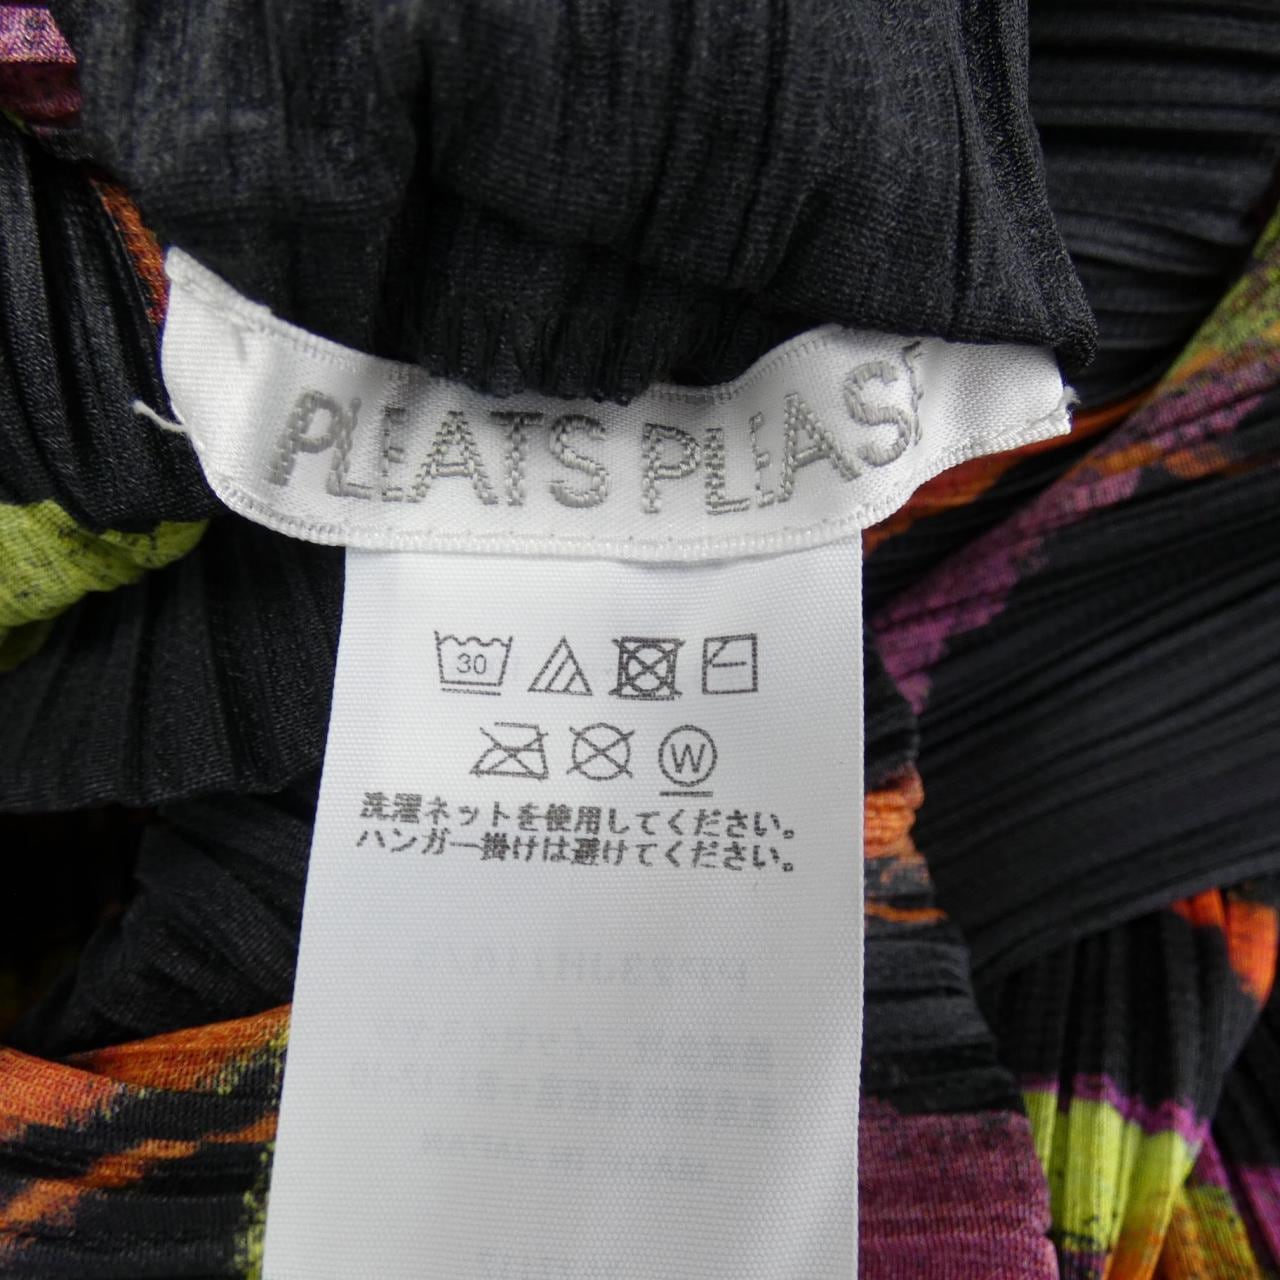 PLEATS PLEASE
30
W
洗濯ネットを使用してください。
ハンガー掛けは避けてください。